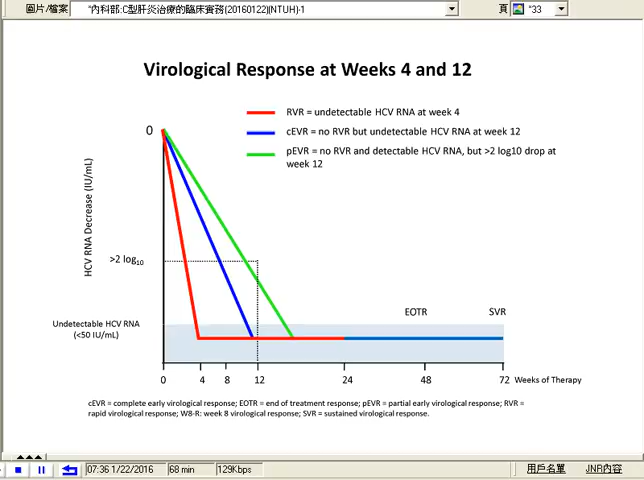 圖片/檔案 "內科部:C型肝炎治療的臨床實務(20160122)(NTUH)-1 頁 "33
Virological Response at Weeks 4 and 12
RVR = undetectable HCV RNA at week 4
cEVR = no RVR but undetectable HCV RNA at week 12
pEVR = no RVR and detectable HCV RNA, but >2 log10 drop at
week 12
0
HCV RNA Decrease (IU/mL)
>2 log10
EOTR SVR
Undetectable HCV RNA
(<50 IU/mL)
0 4 8 12 24 48 72 Weeks of Therapy
cEVR = complete early virological response; EOTR = end of treatment response; pEVR = partial early virological response; RVR =
rapid virological response; W8-R: week 8 virological response; SVR = sustained virological response.
07:36 1/22/2016 68 min 129Kbps 用戶名單 JNR內容